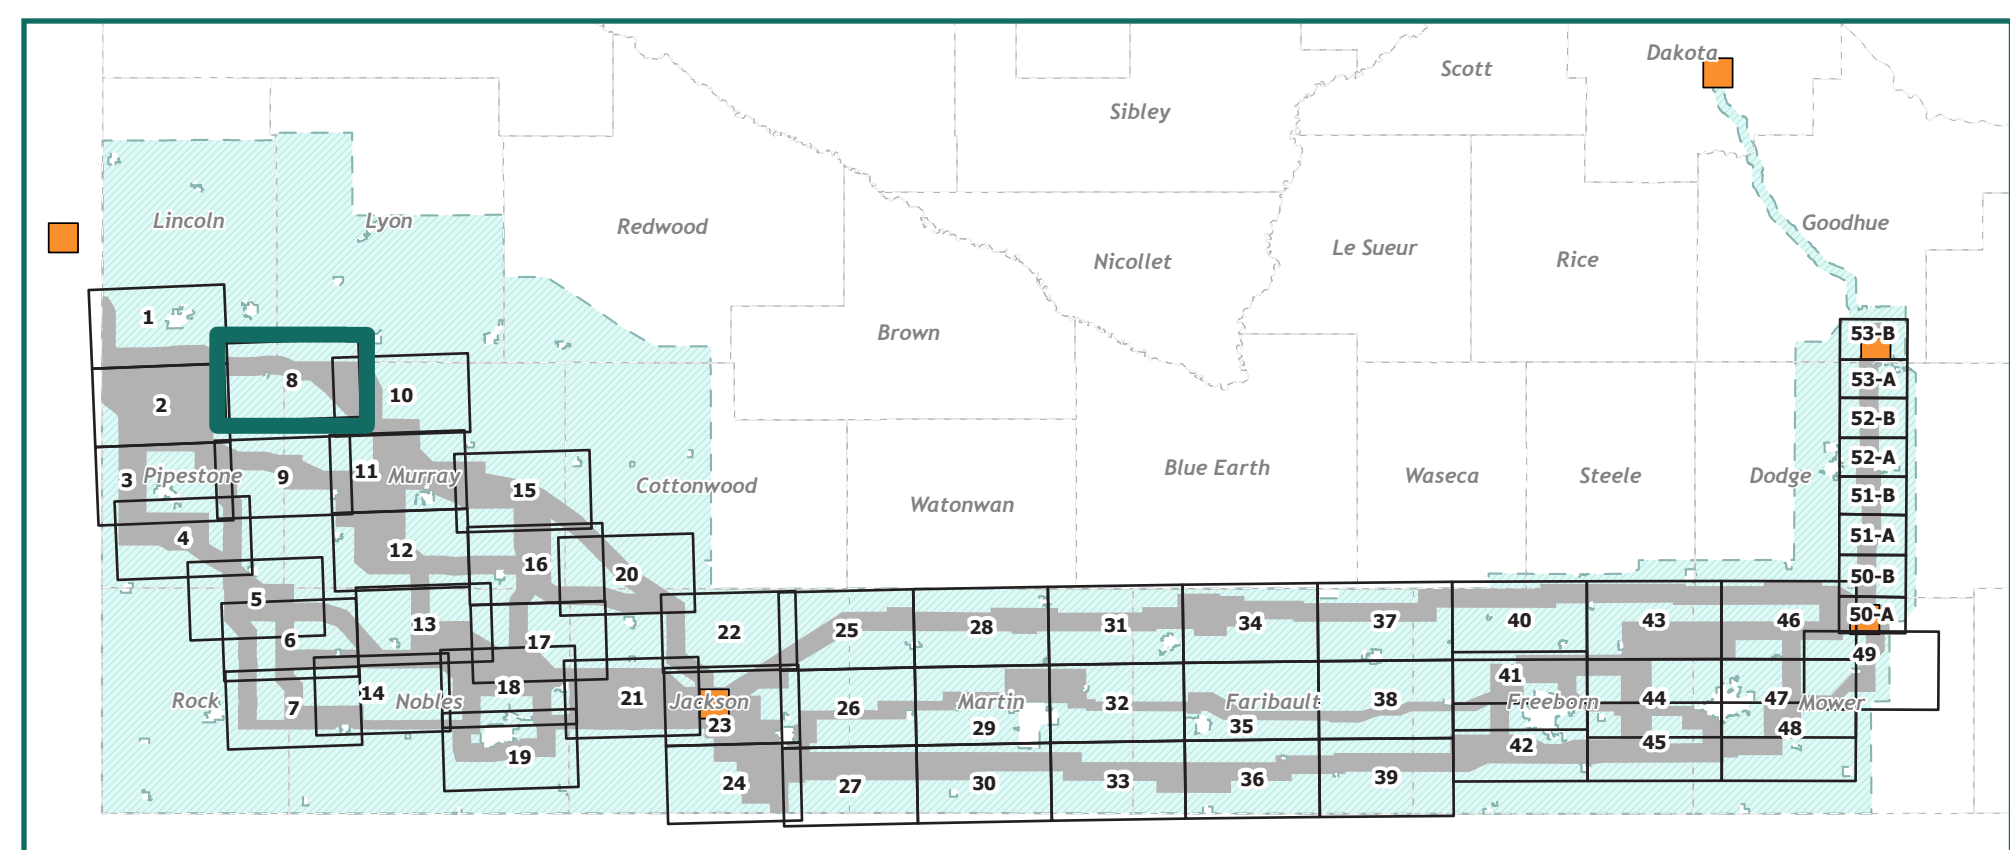 Dakota
Scott
Sibley
Lincoln
Lyon
Redwood
Goodhue
Le Sueur
Nicollet
Rice
1
Brown
53-B
8
53-A
10
2
52-B
52-A
Blue Earth
11
Pipestone
9
Murray
Waseca
Steele
Dodge
3
Cottonwood
15
51-B
Watonwan
4
51-A
12
16
20
50-B
5
50-A
40
43
46
13
37
34
31
28
25
22
6
17
49
41
18
14
Rock
Nobles
7
21
Jackson
26
Martin
32
Faribault
38
Freeborn
44
47
Mower
23
29
35
48
42
45
19
24
27
30
33
36
39